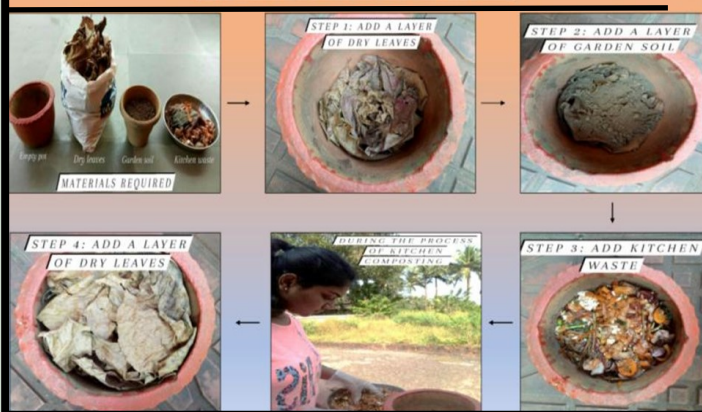 STEP 1: ADD A LAYER
OF DRY LEAVES
STEP 2: ADD A LAYER
OF GARDEN SOIL
Empty pot
Dry leaves
Garden soil
Kitchen waste
MATERIALS REQUIRED
STEP 4: ADD A LAYER
OF DRY LEAVES
DURING THE PROCESS
OF KITCHEN
COMPOSTING
STEP 3: ADD KITCHEN
WASTE